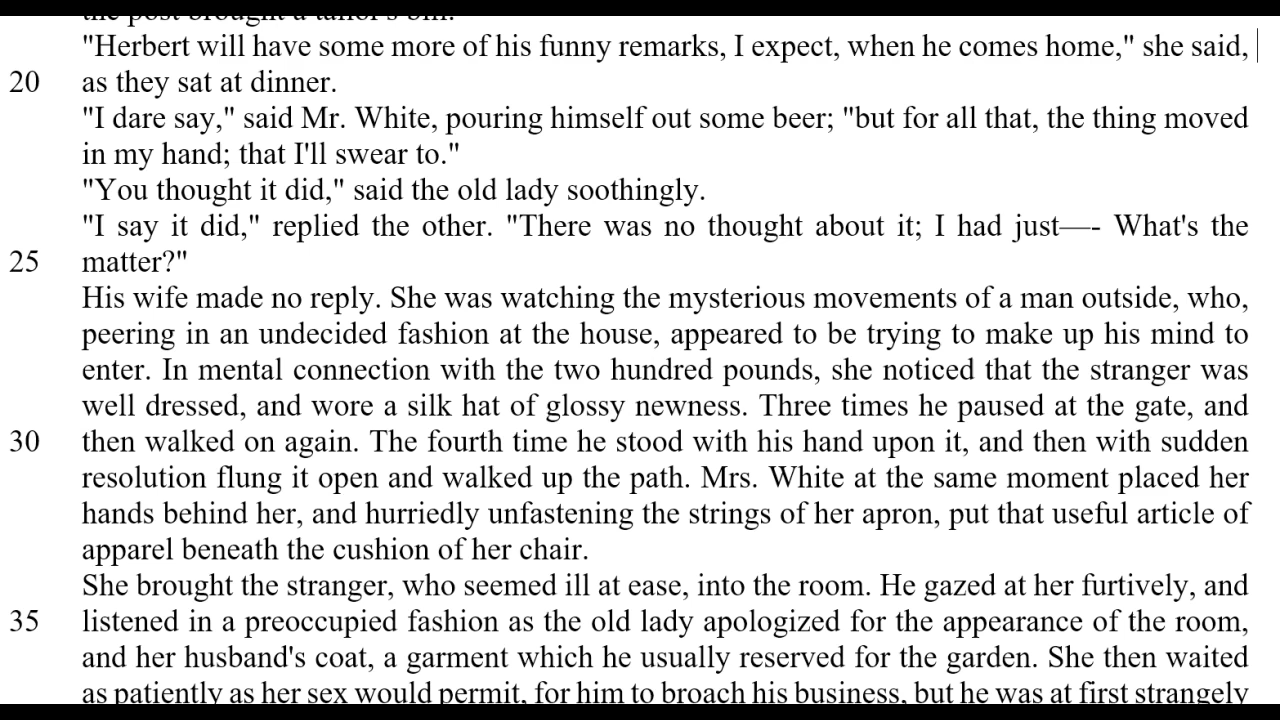 the post brought a tailor's bill.
"Herbert will have some more of his funny remarks, I expect, when he comes home," she said,
20 as they sat at dinner.
"I dare say," said Mr. White, pouring himself out some beer; "but for all that, the thing moved
in my hand; that I'll swear to."
"You thought it did," said the old lady soothingly.
"I say it did," replied the other. "There was no thought about it; I had just—- What's the
25 matter?"
His wife made no reply. She was watching the mysterious movements of a man outside, who,
peering in an undecided fashion at the house, appeared to be trying to make up his mind to
enter. In mental connection with the two hundred pounds, she noticed that the stranger was
well dressed, and wore a silk hat of glossy newness. Three times he paused at the gate, and
30 then walked on again. The fourth time he stood with his hand upon it, and then with sudden
resolution flung it open and walked up the path. Mrs. White at the same moment placed her
hands behind her, and hurriedly unfastening the strings of her apron, put that useful article of
apparel beneath the cushion of her chair.
She brought the stranger, who seemed ill at ease, into the room. He gazed at her furtively, and
35 listened in a preoccupied fashion as the old lady apologized for the appearance of the room,
and her husband's coat, a garment which he usually reserved for the garden. She then waited
as patiently as her sex would permit, for him to broach his business, but he was at first strangely